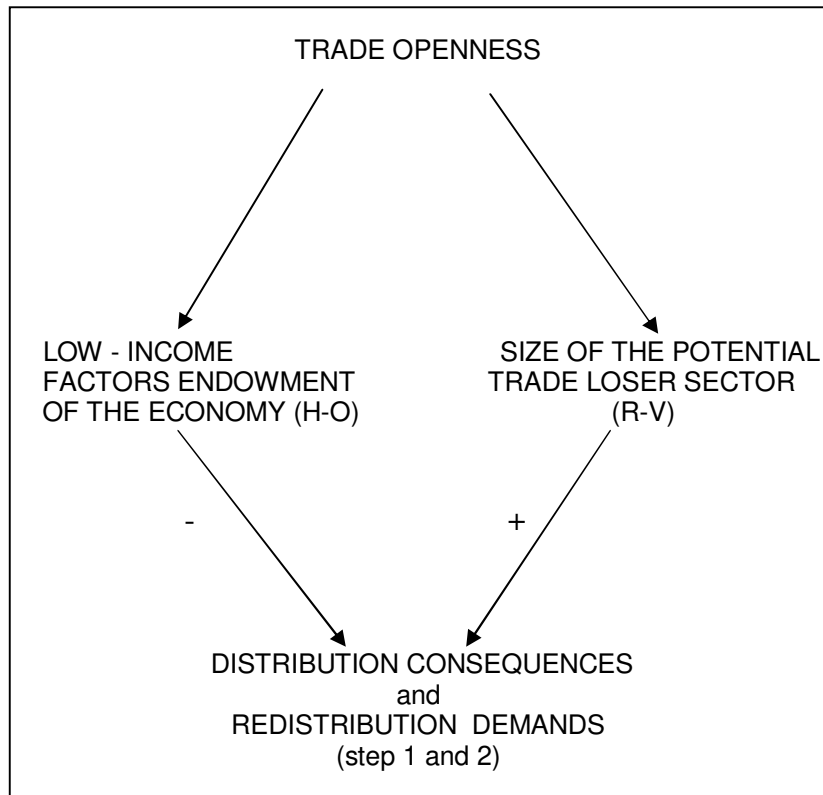 TRADE OPENNESS
LOW - INCOME
FACTORS ENDOWMENT
OF THE ECONOMY (H-O)
SIZE OF THE POTENTIAL
TRADE LOSER SECTOR
(R-V)
-
+
DISTRIBUTION CONSEQUENCES
and
REDISTRIBUTION DEMANDS
(step 1 and 2)